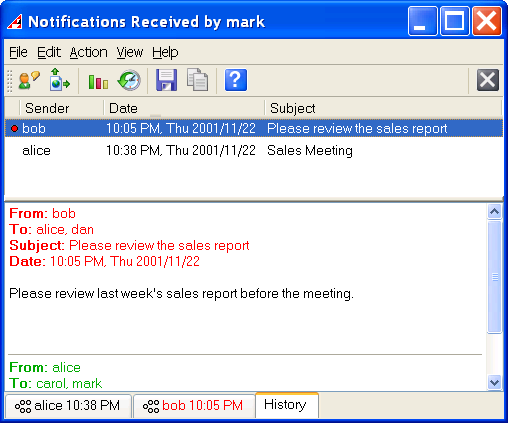 Notifications Received by mark
File Edit Action View Help
Sender Date Subject
bob 10:05 PM, Thu 2001/11/22 Please review the sales report
alice 10:38 PM, Thu 2001/11/22 Sales Meeting
From: bob
To: alice, dan
Subject: Please review the sales report
Date: 10:05 PM, Thu 2001/11/22
Please review last week's sales report before the meeting.
From: alice
To: carol, mark
alice 10:38 PM bob 10:05 PM History